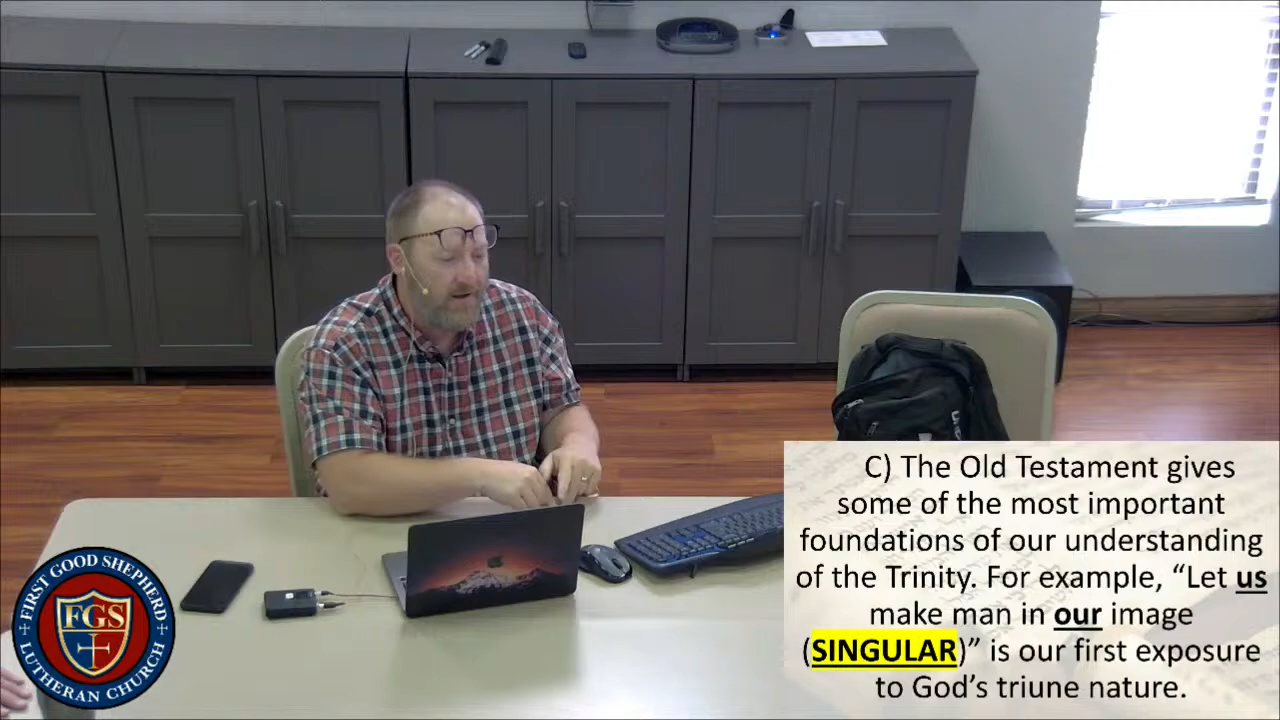 C) The Old Testament gives
some of the most important
foundations of our understanding
of the Trinity. For example, “Let us
make man in our image
(SINGULAR)” is our first exposure
to God’s triune nature.
FIRST GOOD SHEPHERD
FGS
LUTHERAN CHURCH